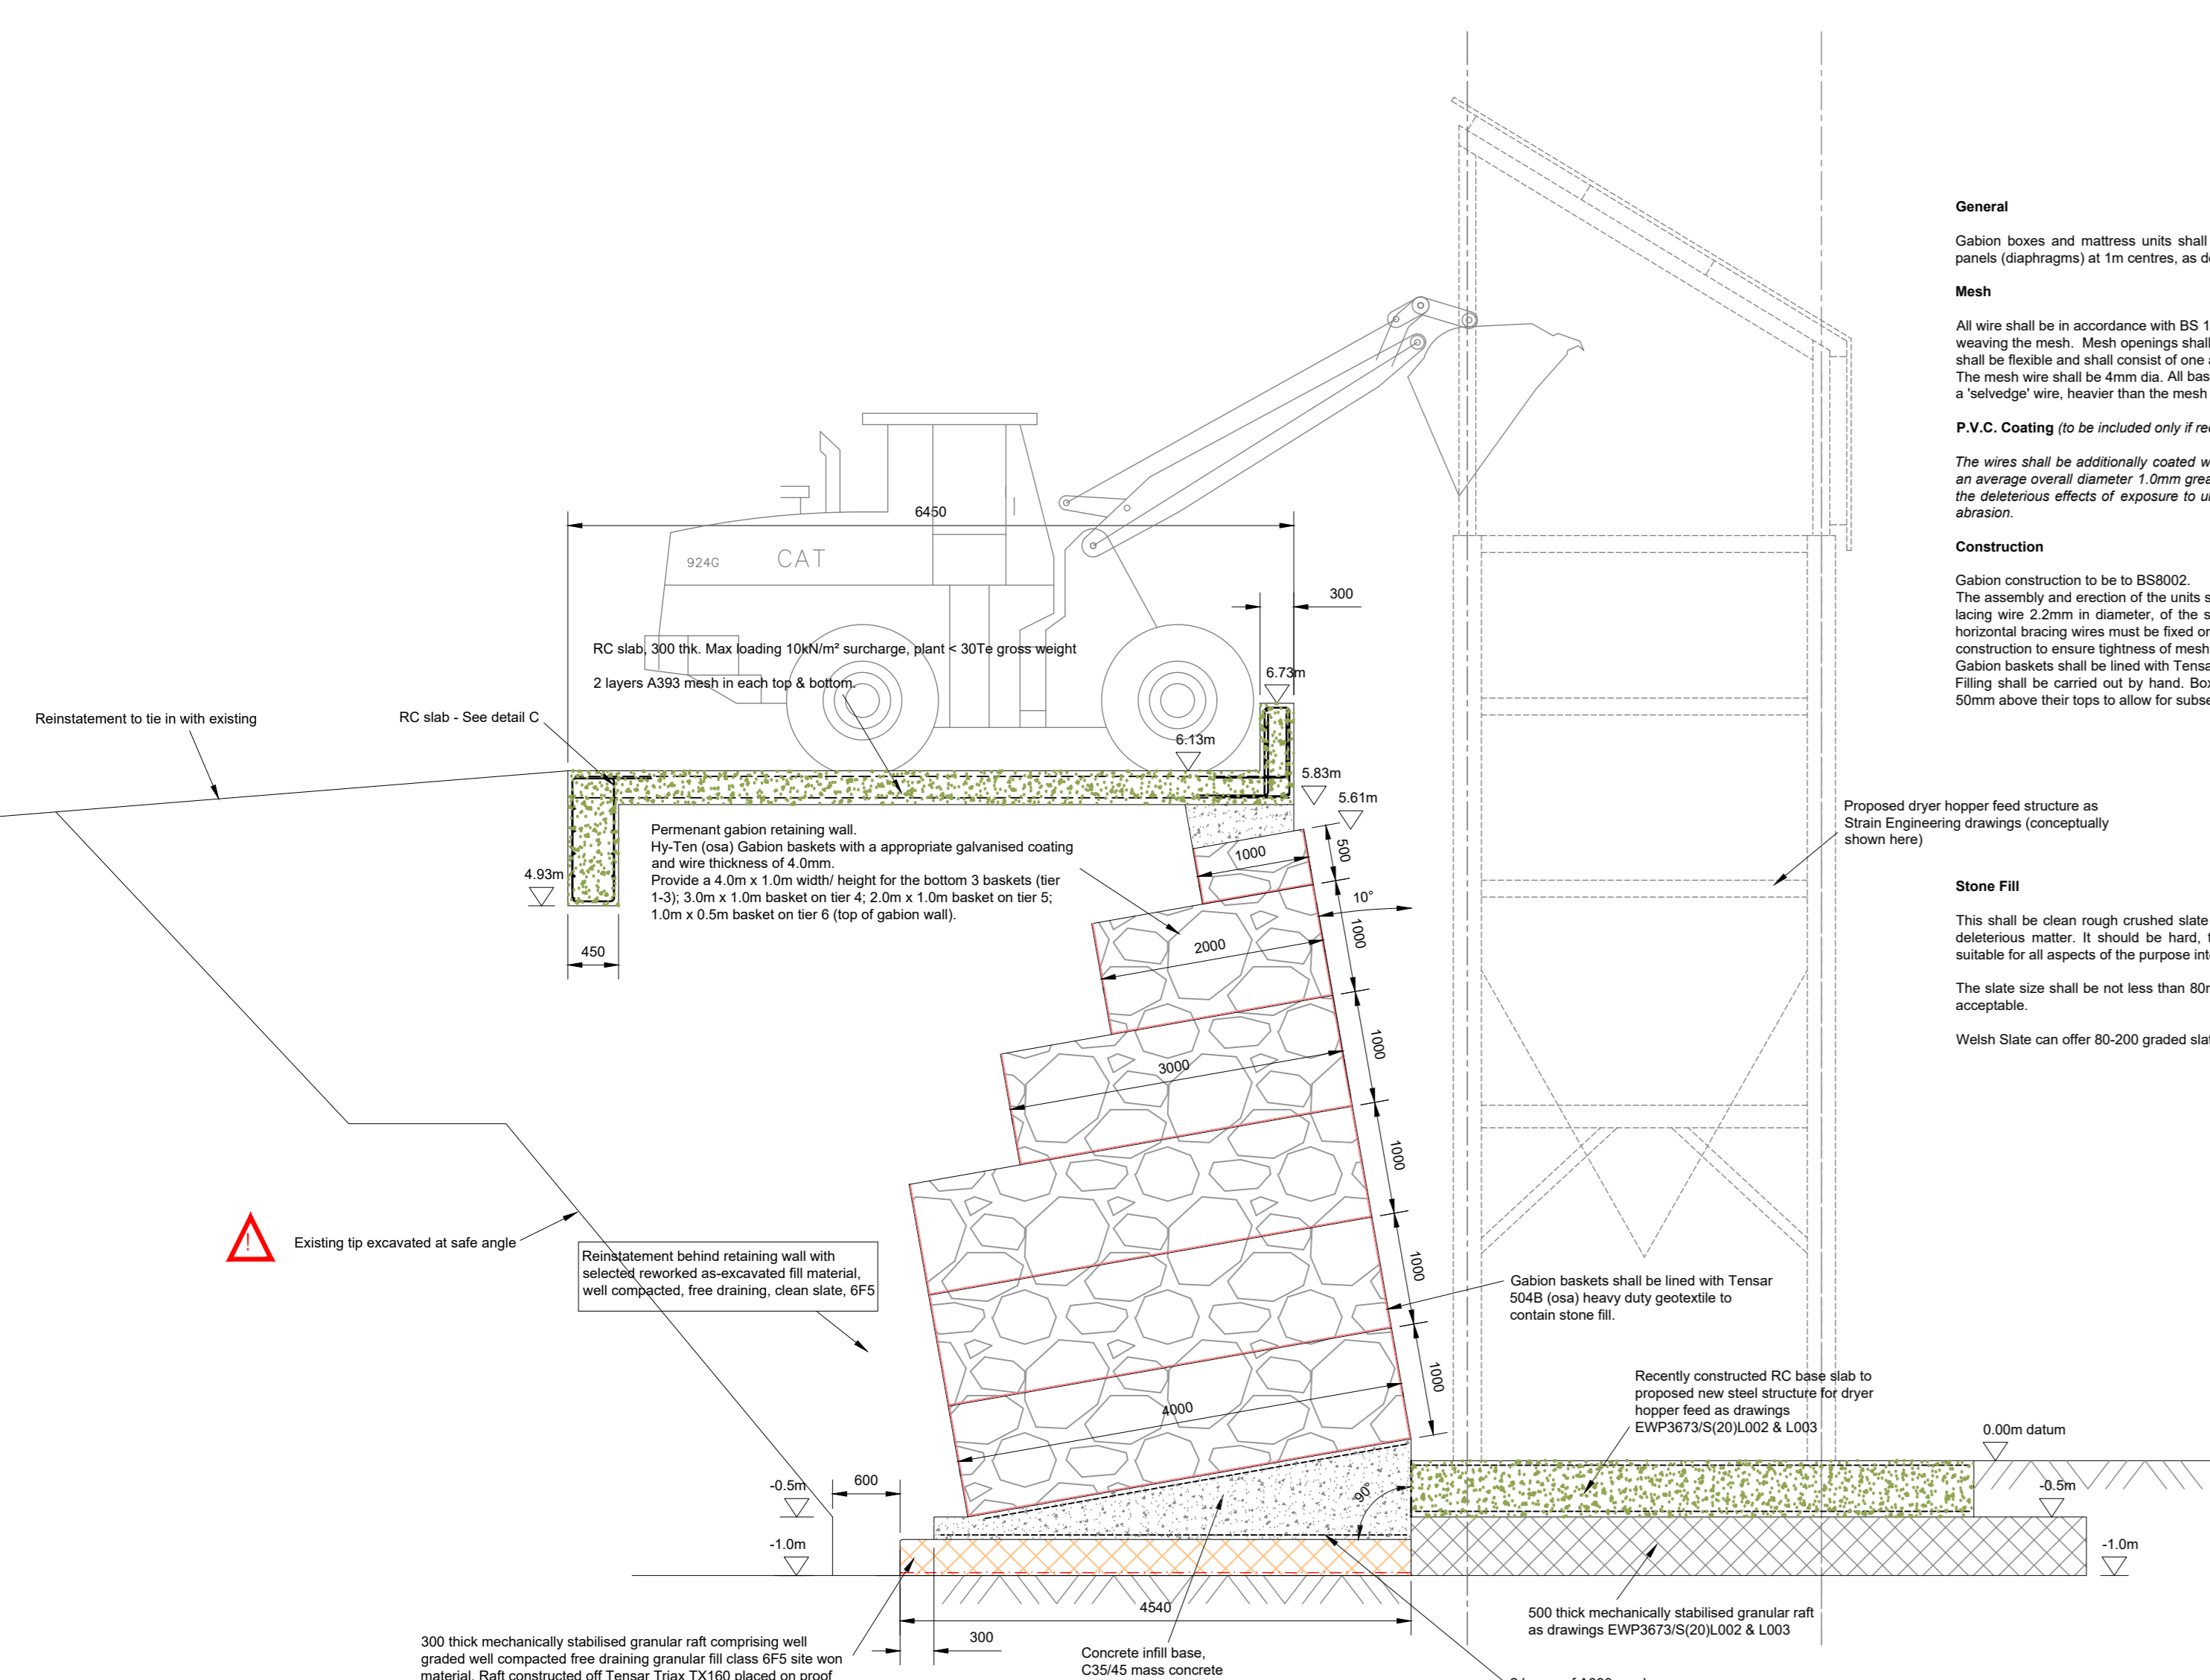 General
Gabion boxes and mattress units shall
panels (diaphragms) at 1m centres, as
Mesh
All wire shall be in accordance with BS
weaving the mesh. Mesh openings shall
shall be flexible and shall consist of one
The mesh wire shall be 4mm dia. All
a 'selvedge' wire, heavier than the mesh
P.V.C. Coating (to be included only if
The wires shall be additionally coated
an average overall diameter 1.0mm
the deleterious effects of exposure to
abrasion.
Construction
Gabion construction to be to BS8002.
The assembly and erection of the units
lacing wire 2.2mm in diameter, of the
horizontal bracing wires must be fixed
construction to ensure tightness of mesh
Gabion baskets shall be lined with
Filling shall be carried out by hand.
50mm above their tops to allow for
Stone Fill
This shall be clean rough crushed slate
deleterious matter. It should be hard,
suitable for all aspects of the purpose
The slate size shall be not less than
acceptable.
Welsh Slate can offer 80-200 graded
6450
924G
CAT
300
RC slab, 300 thk. Max loading 10kN/m² surcharge, plant < 30Te gross weight
2 layers A393 mesh in each top & bottom.
6.73m
Reinstatement to tie in with existing
RC slab - See detail C
6.13m
5.83m
5.61m
4.93m
450
Permenant gabion retaining wall.
Hy-Ten (osa) Gabion baskets with a appropriate galvanised coating
and wire thickness of 4.0mm.
Provide a 4.0m x 1.0m width/ height for the bottom 3 baskets (tier
1-3); 3.0m x 1.0m basket on tier 4; 2.0m x 1.0m basket on tier 5;
1.0m x 0.5m basket on tier 6 (top of gabion wall).
1000
500
10°
2000
1000
3000
1000
1000
1000
4000
1000
Proposed dryer hopper feed structure as
Strain Engineering drawings (conceptually
shown here)
!
Existing tip excavated at safe angle
Reinstatement behind retaining wall with
selected reworked as-excavated fill material,
well compacted, free draining, clean slate, 6F5
Gabion baskets shall be lined with Tensar
504B (osa) heavy duty geotextile to
contain stone fill.
Recently constructed RC base slab to
proposed new steel structure for dryer
hopper feed as drawings
EWP3673/S(20)L002 & L003
0.00m datum
-0.5m
-1.0m
-0.5m
600
-1.0m
90°
4540
300
500 thick mechanically stabilised granular raft
as drawings EWP3673/S(20)L002 & L003
300 thick mechanically stabilised granular raft comprising well
graded well compacted free draining granular fill class 6F5 site won
material. Raft constructed off Tensar Triax TX160 placed on proof
Concrete infill base,
C35/45 mass concrete